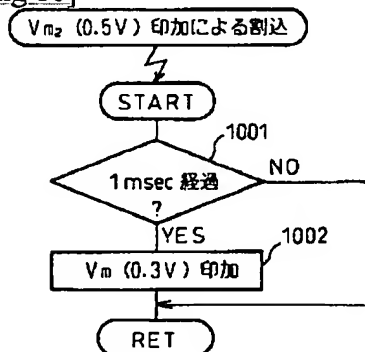 Vm₂ (0.5V) 印加による割込
START
1001
1msec 経過
?
NO
YES
1002
Vm (0.3V) 印加
RET